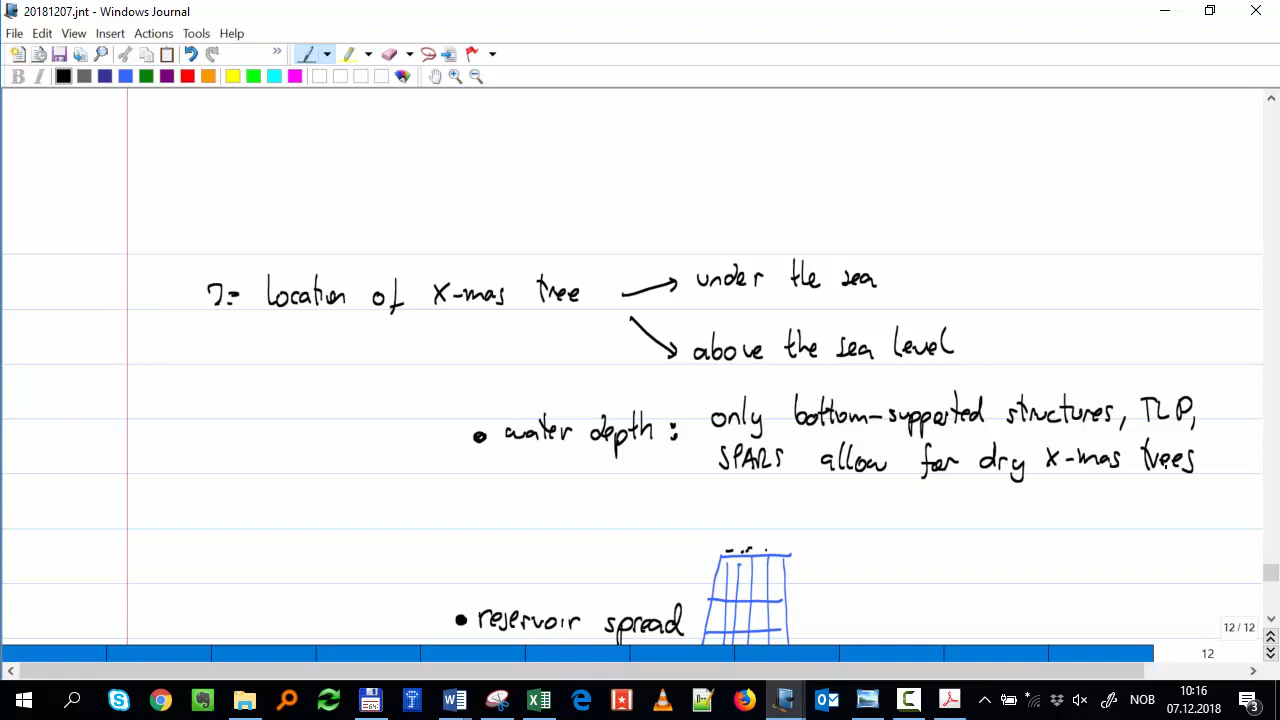 20181207.jnt - Windows Journal
File Edit View Insert Actions Tools Help
B I
7= location of x-mas tree → under the sea
→ above the sea level
• water depth: only bottom-supported structures, TLP,
SPARS allow for dry x-mas trees
• reservoir spread
12 / 12
12
NOB
10:16
07.12.2018
3